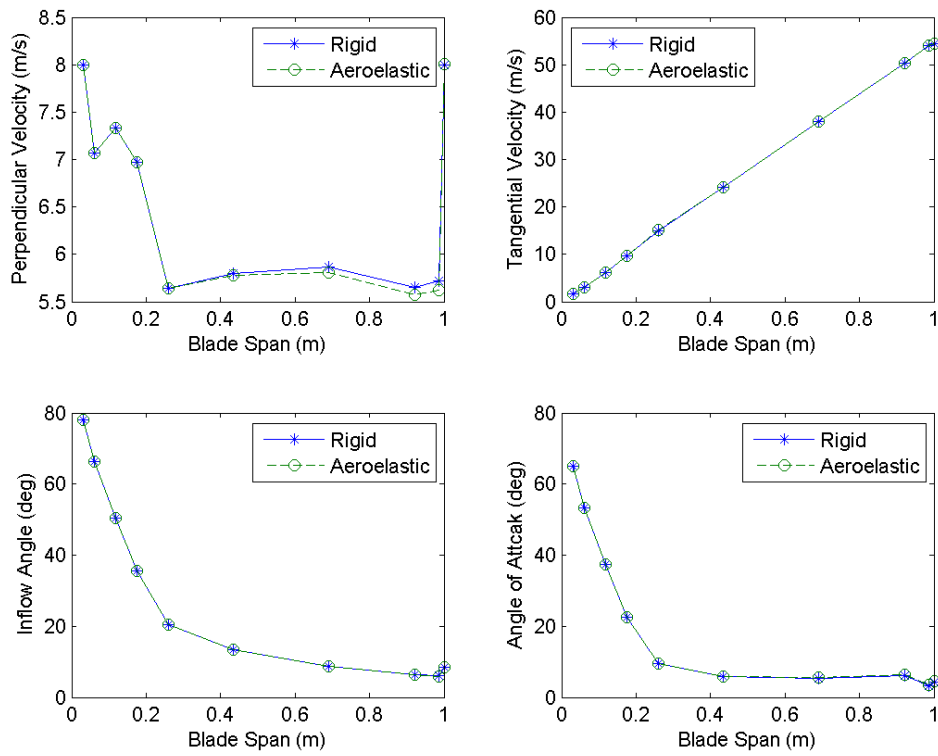 Perpendicular Velocity (m/s)
8.5
8
7.5
7
6.5
6
5.5
0 0.2 0.4 0.6 0.8 1
Blade Span (m)
Rigid
Aeroelastic
Tangential Velocity (m/s)
60
50
40
30
20
10
0
0 0.2 0.4 0.6 0.8 1
Blade Span (m)
Rigid
Aeroelastic
Inflow Angle (deg)
80
60
40
20
0
0 0.2 0.4 0.6 0.8 1
Blade Span (m)
Rigid
Aeroelastic
Angle of Attcak (deg)
80
60
40
20
0
0 0.2 0.4 0.6 0.8 1
Blade Span (m)
Rigid
Aeroelastic